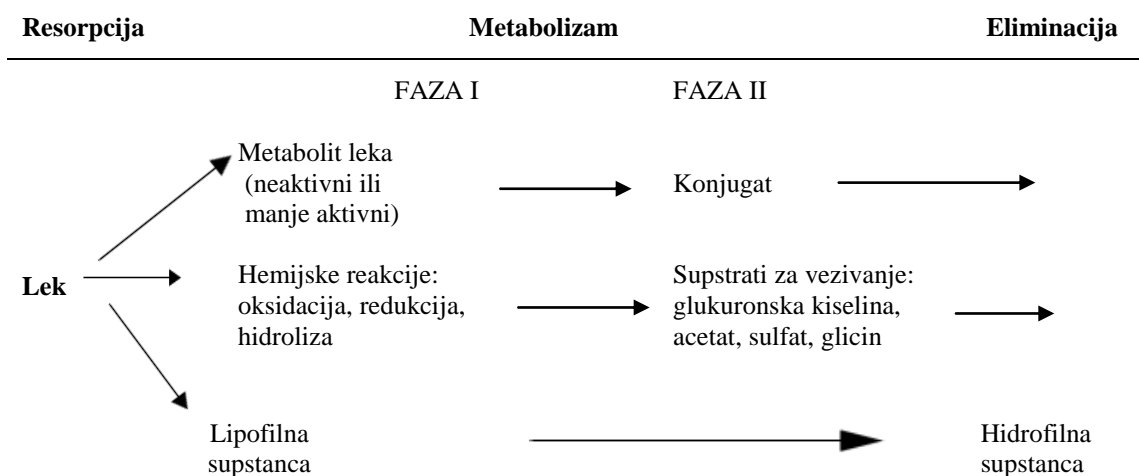 Resorpcija Metabolizam Eliminacija
FAZA I FAZA II
Metabolit leka
(neaktivni ili
manje aktivni)
Konjugat
Lek
Hemijske reakcije:
oksidacija, redukcija,
hidroliza
Supstrati za vezivanje:
glukuronska kiselina,
acetat, sulfat, glicin
Lipofilna
supstanca
Hidrofilna
supstanca